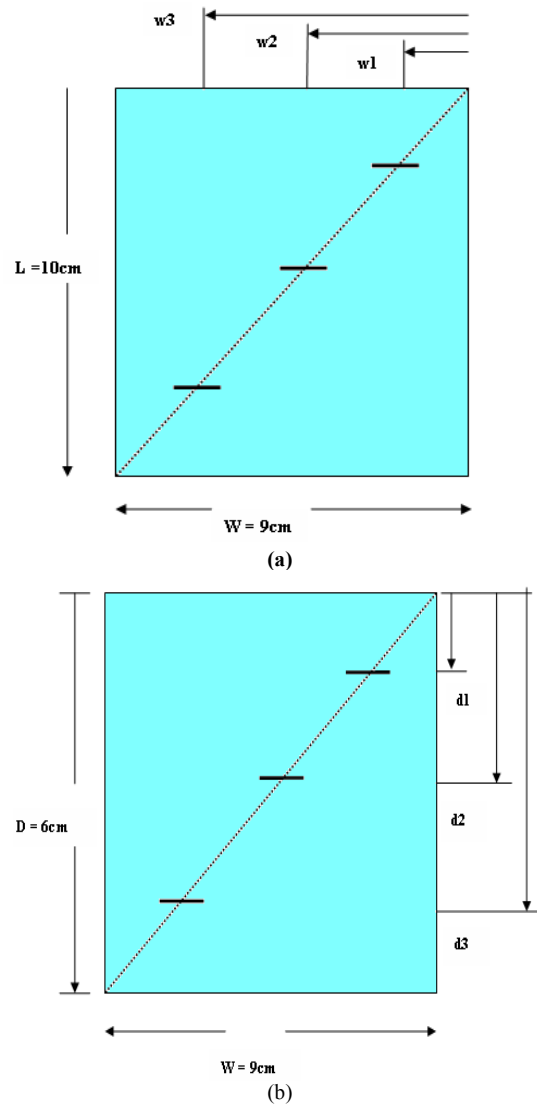 w3
w2
w1
L =10cm
W = 9cm
(a)
d1
D = 6cm
d2
d3
W = 9cm
(b)